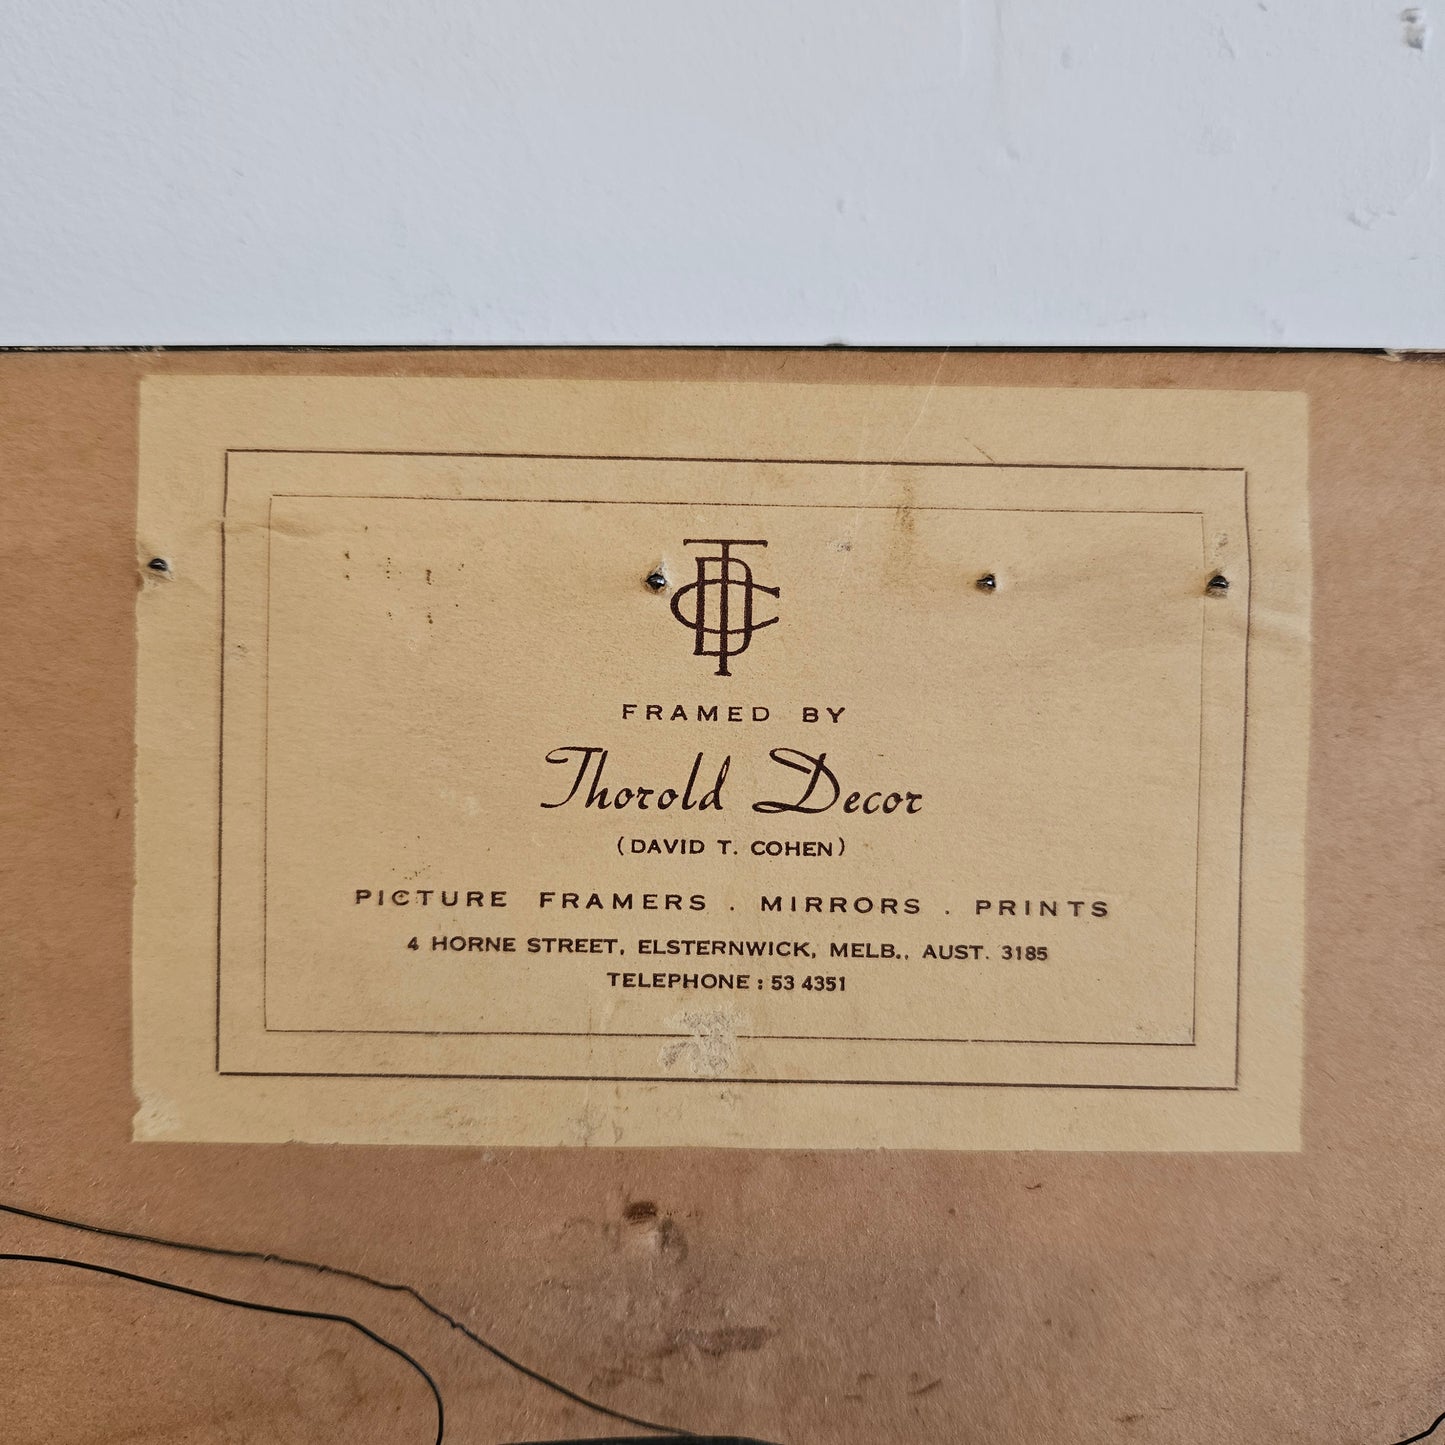 DTC
FRAMED BY
Thorold Decor
(DAVID T. COHEN)
PICTURE FRAMERS . MIRRORS . PRINTS
4 HORNE STREET, ELSTERNWICK, MELB., AUST. 3185
TELEPHONE : 53 4351